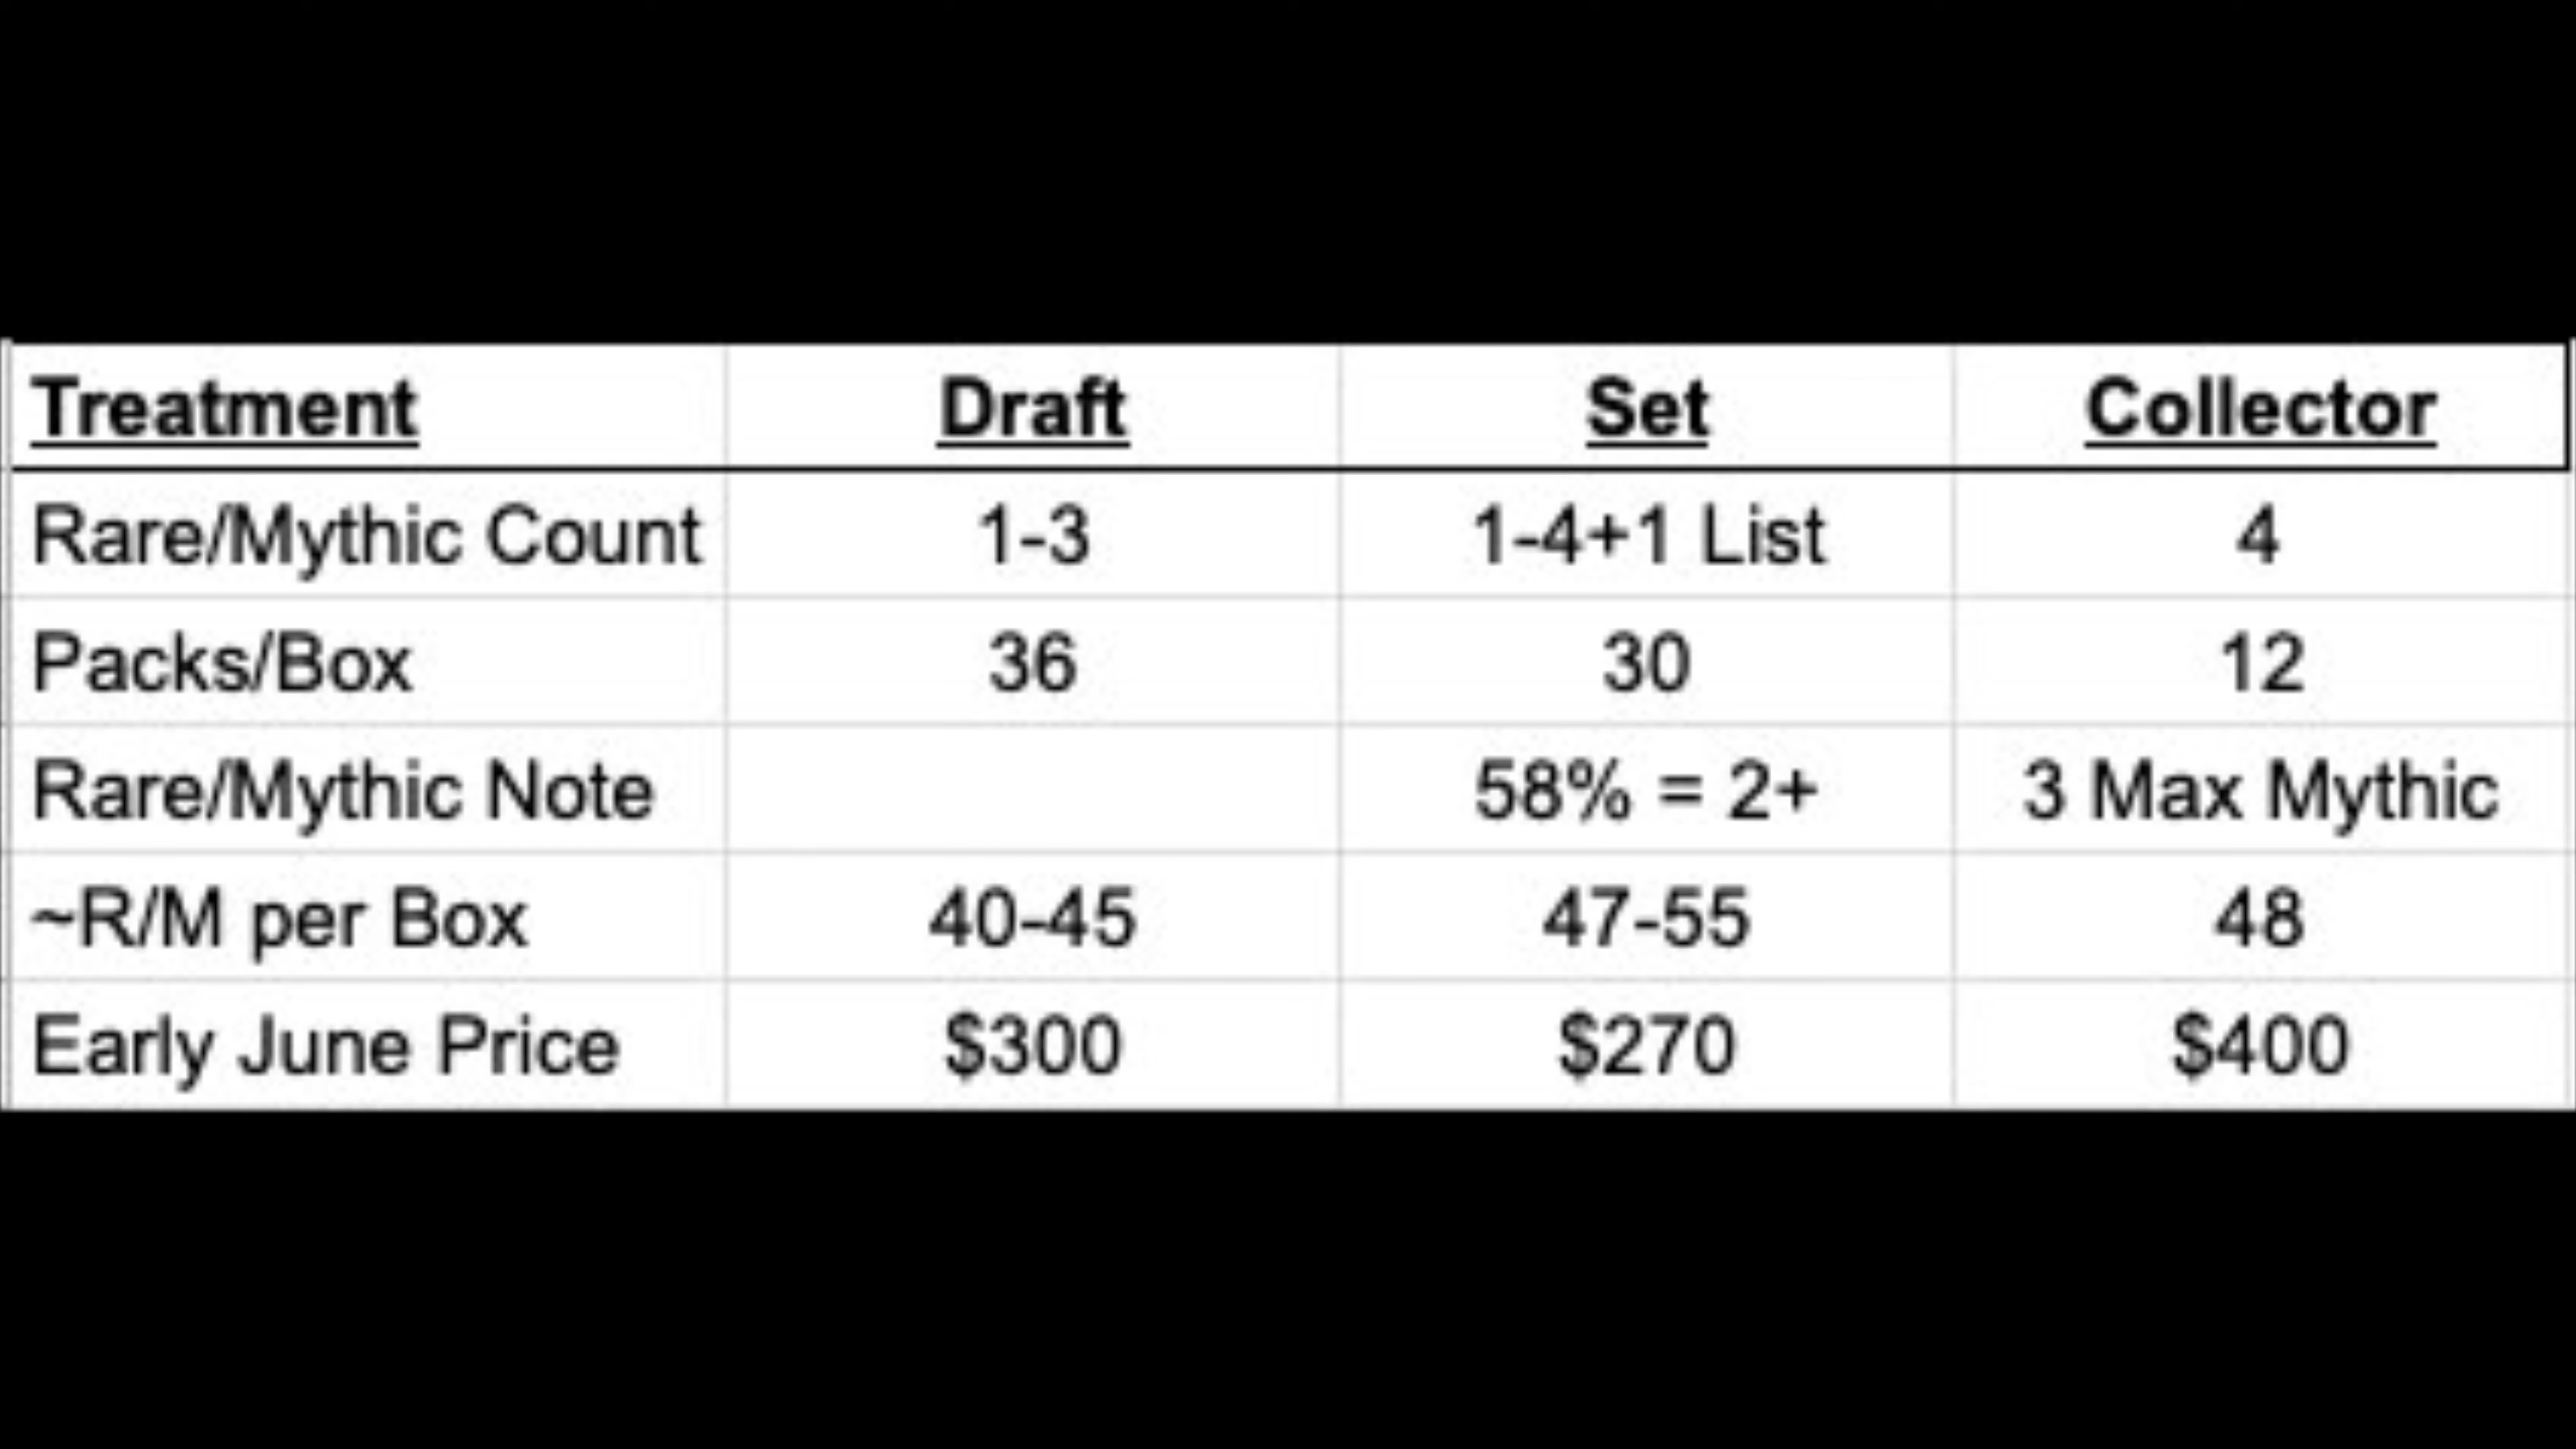 Treatment Draft Set Collector
Rare/Mythic Count 1-3 1-4+1 List 4
Packs/Box 36 30 12
Rare/Mythic Note 58% = 2+ 3 Max Mythic
~R/M per Box 40-45 47-55 48
Early June Price $300 $270 $400